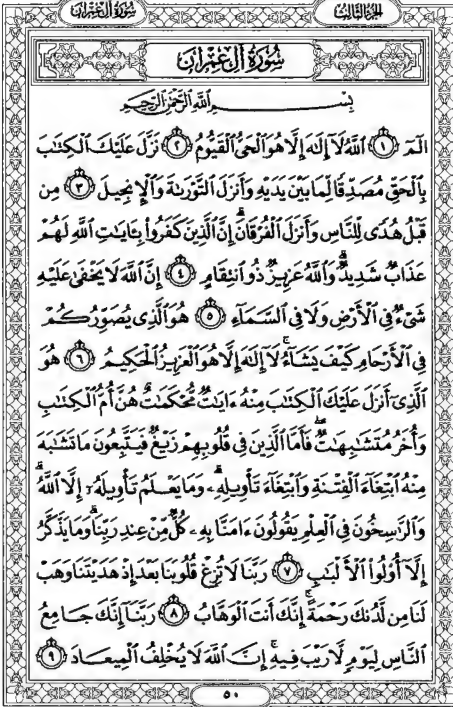 سُورَةُ آلِ عِمْرَانَ الجُزْءُ الثَّالِثُ
سُورَةُ آلِ عِمْرَانَ
بِسْمِ ٱللَّهِ ٱلرَّحْمَٰنِ ٱلرَّحِيمِ
الٓمٓ ١ ٱللَّهُ لَآ إِلَٰهَ إِلَّا هُوَ ٱلْحَىُّ ٱلْقَيُّومُ ٢ نَزَّلَ عَلَيْكَ ٱلْكِتَٰبَ
بِٱلْحَقِّ مُصَدِّقًا لِّمَا بَيْنَ يَدَيْهِ وَأَنزَلَ ٱلتَّوْرَىٰةَ وَٱلْإِنجِيلَ ٣ مِن
قَبْلُ هُدًى لِّلنَّاسِ وَأَنزَلَ ٱلْفُرْقَانَ ۗ إِنَّ ٱلَّذِينَ كَفَرُوا۟ بِـَٔايَٰتِ ٱللَّهِ لَهُمْ
عَذَابٌ شَدِيدٌ ۗ وَٱللَّهُ عَزِيزٌ ذُو ٱنتِقَامٍ ٤ إِنَّ ٱللَّهَ لَا يَخْفَىٰ عَلَيْهِ
شَىْءٌ فِى ٱلْأَرْضِ وَلَا فِى ٱلسَّمَآءِ ٥ هُوَ ٱلَّذِى يُصَوِّرُكُمْ
فِى ٱلْأَرْحَامِ كَيْفَ يَشَآءُ ۚ لَآ إِلَٰهَ إِلَّا هُوَ ٱلْعَزِيزُ ٱلْحَكِيمُ ٦ هُوَ
ٱلَّذِىٓ أَنزَلَ عَلَيْكَ ٱلْكِتَٰبَ مِنْهُ ءَايَٰتٌ مُّحْكَمَٰتٌ هُنَّ أُمُّ ٱلْكِتَٰبِ
وَأُخَرُ مُتَشَٰبِهَٰتٌ ۖ فَأَمَّا ٱلَّذِينَ فِى قُلُوبِهِمْ زَيْغٌ فَيَتَّبِعُونَ مَا تَشَٰبَهَ
مِنْهُ ٱبْتِغَآءَ ٱلْفِتْنَةِ وَٱبْتِغَآءَ تَأْوِيلِهِۦ ۗ وَمَا يَعْلَمُ تَأْوِيلَهُۥٓ إِلَّا ٱللَّهُ ۗ
وَٱلرَّٰسِخُونَ فِى ٱلْعِلْمِ يَقُولُونَ ءَامَنَّا بِهِۦ كُلٌّ مِّنْ عِندِ رَبِّنَا ۗ وَمَا يَذَّكَّرُ
إِلَّآ أُو۟لُوا۟ ٱلْأَلْبَٰبِ ٧ رَبَّنَا لَا تُزِغْ قُلُوبَنَا بَعْدَ إِذْ هَدَيْتَنَا وَهَبْ
لَنَا مِن لَّدُنكَ رَحْمَةً ۚ إِنَّكَ أَنتَ ٱلْوَهَّابُ ٨ رَبَّنَآ إِنَّكَ جَامِعُ
ٱلنَّاسِ لِيَوْمٍ لَّا رَيْبَ فِيهِ ۚ إِنَّ ٱللَّهَ لَا يُخْلِفُ ٱلْمِيعَادَ ٩
٥٠